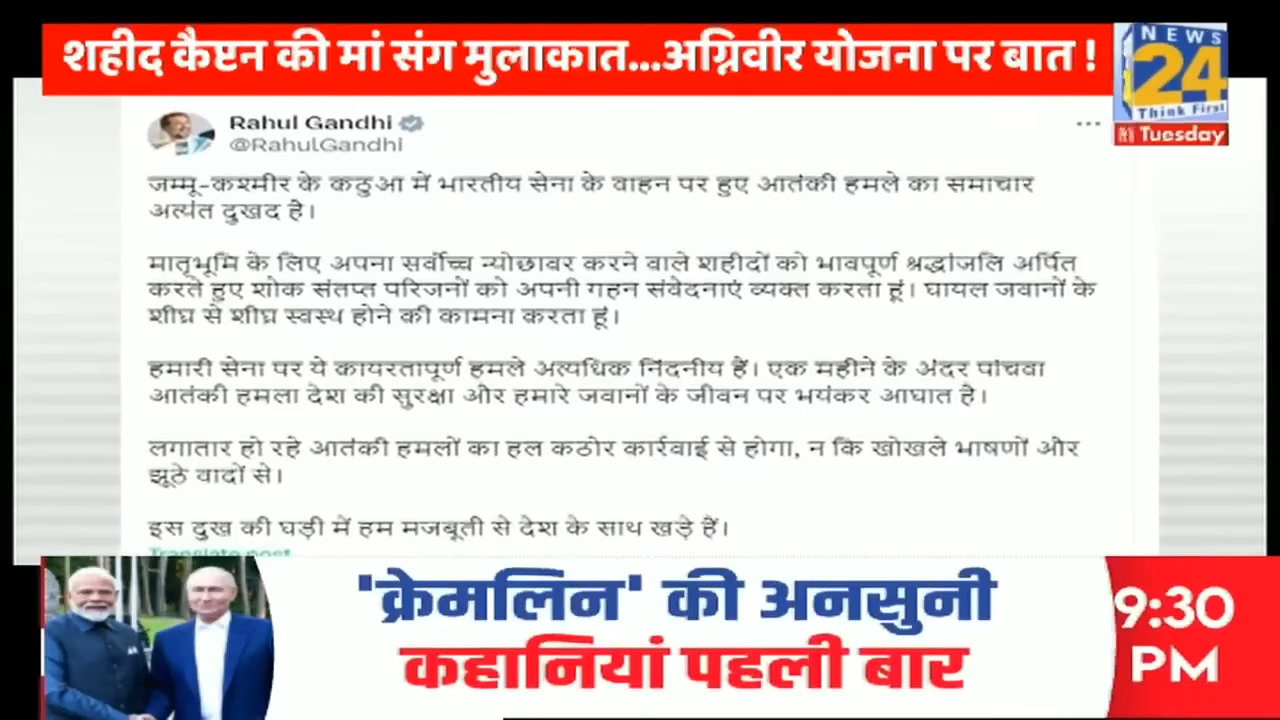 शहीद कैप्टन की मां संग मुलाकात...अग्निवीर योजना पर बात !
NEWS
24
Think First
Tuesday
Rahul Gandhi
@RahulGandhi
जम्मू-कश्मीर के कठुआ में भारतीय सेना के वाहन पर हुए आतंकी हमले का समाचार
अत्यंत दुखद है।
मातृभूमि के लिए अपना सर्वोच्च न्योछावर करने वाले शहीदों को भावपूर्ण श्रद्धांजलि अर्पित
करते हुए शोक संतप्त परिजनों को अपनी गहन संवेदनाएं व्यक्त करता हूं। घायल जवानों के
शीघ्र से शीघ्र स्वस्थ होने की कामना करता हूं।
हमारी सेना पर ये कायरतापूर्ण हमले अत्यधिक निंदनीय हैं। एक महीने के अंदर पांचवा
आतंकी हमला देश की सुरक्षा और हमारे जवानों के जीवन पर भयंकर आघात है।
लगातार हो रहे आतंकी हमलों का हल कठोर कार्रवाई से होगा, न कि खोखले भाषणों और
झूठे वादों से।
इस दुख की घड़ी में हम मजबूती से देश के साथ खड़े हैं।
Translate post
'क्रेमलिन' की अनसुनी
कहानियां पहली बार
9:30
PM